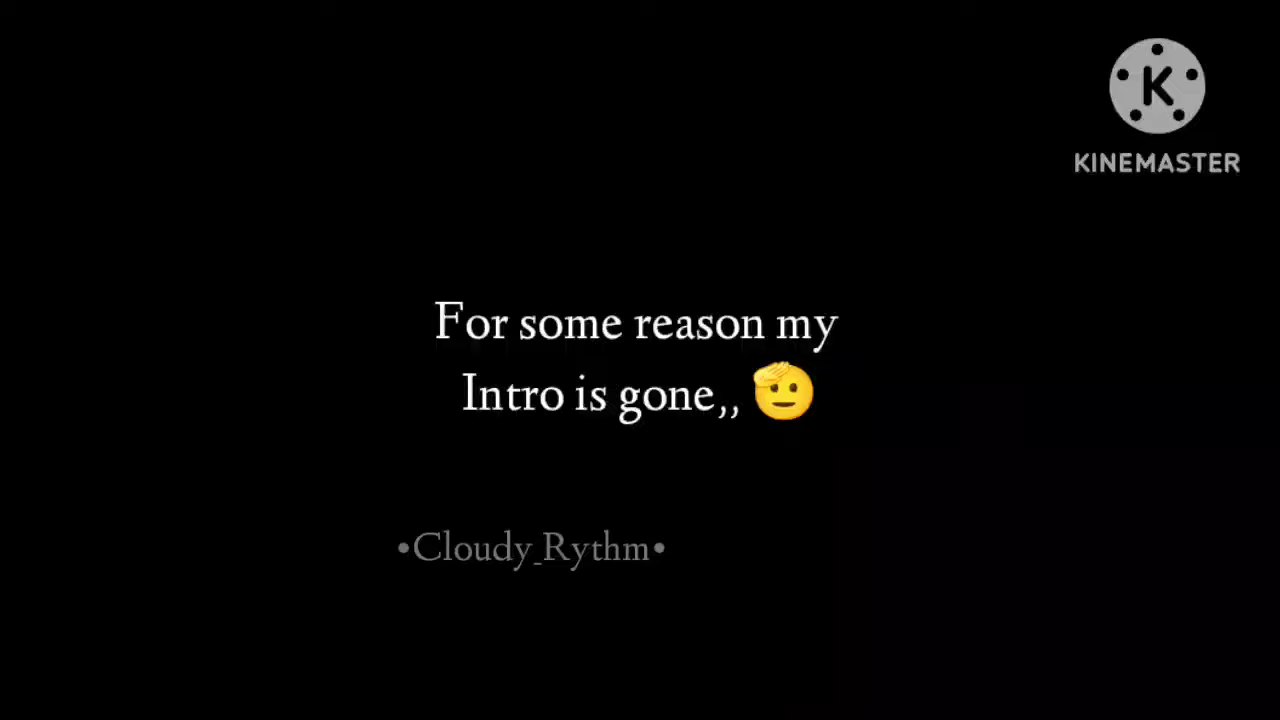 K
KINEMASTER
For some reason my
Intro is gone,, 🫡
•Cloudy_Rythm•